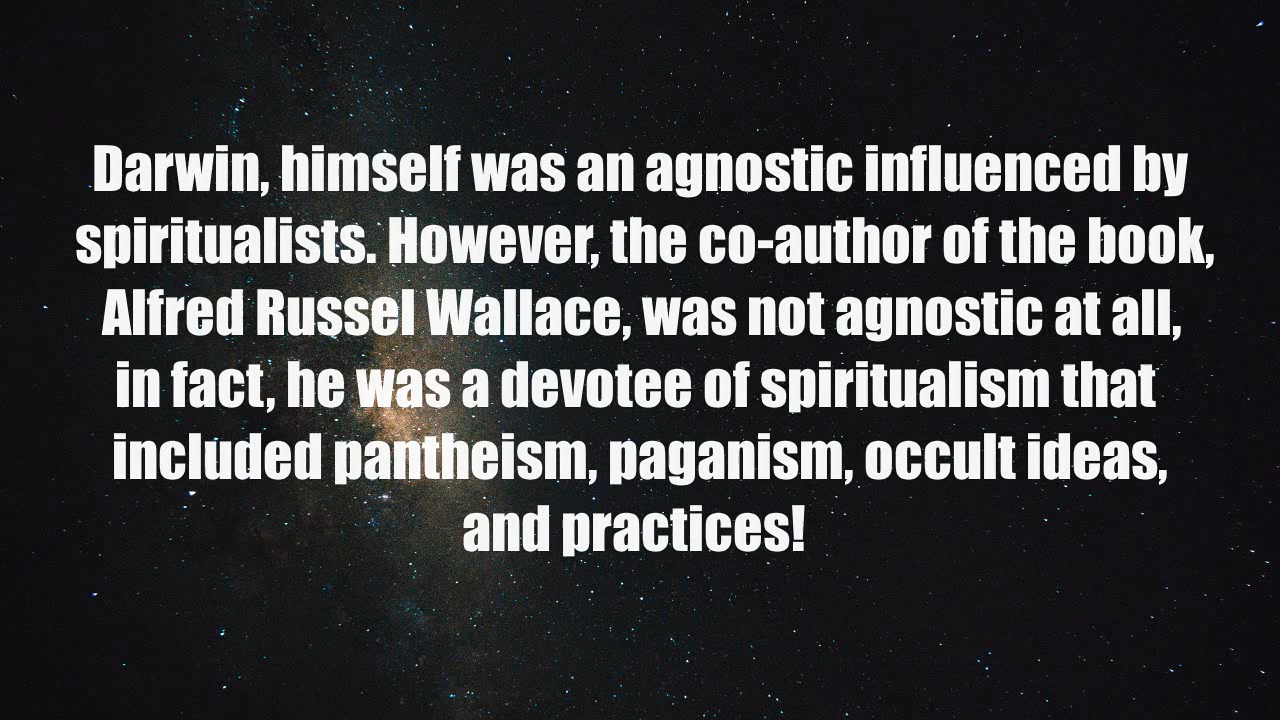 Darwin, himself was an agnostic influenced by
spiritualists. However, the co-author of the book,
Alfred Russel Wallace, was not agnostic at all,
in fact, he was a devotee of spiritualism that
included pantheism, paganism, occult ideas,
and practices!